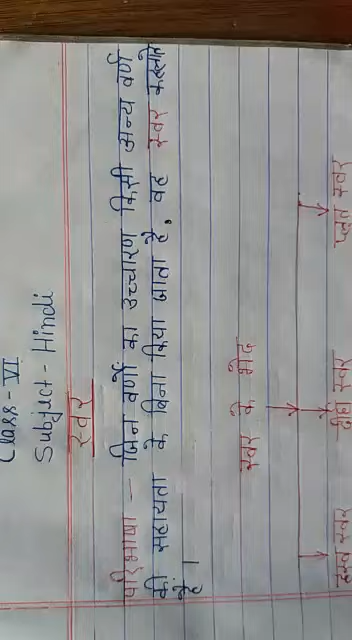 Class - VI
Subject - Hindi
स्वर
परिभाषा - जिन वर्णों का उच्चारण किसी अन्य वर्ण
की सहायता के बिना किया जाता है, वह स्वर कहलाते
है।
स्वर के भेद
ह्रस्व स्वर दीर्घ स्वर प्लुत स्वर